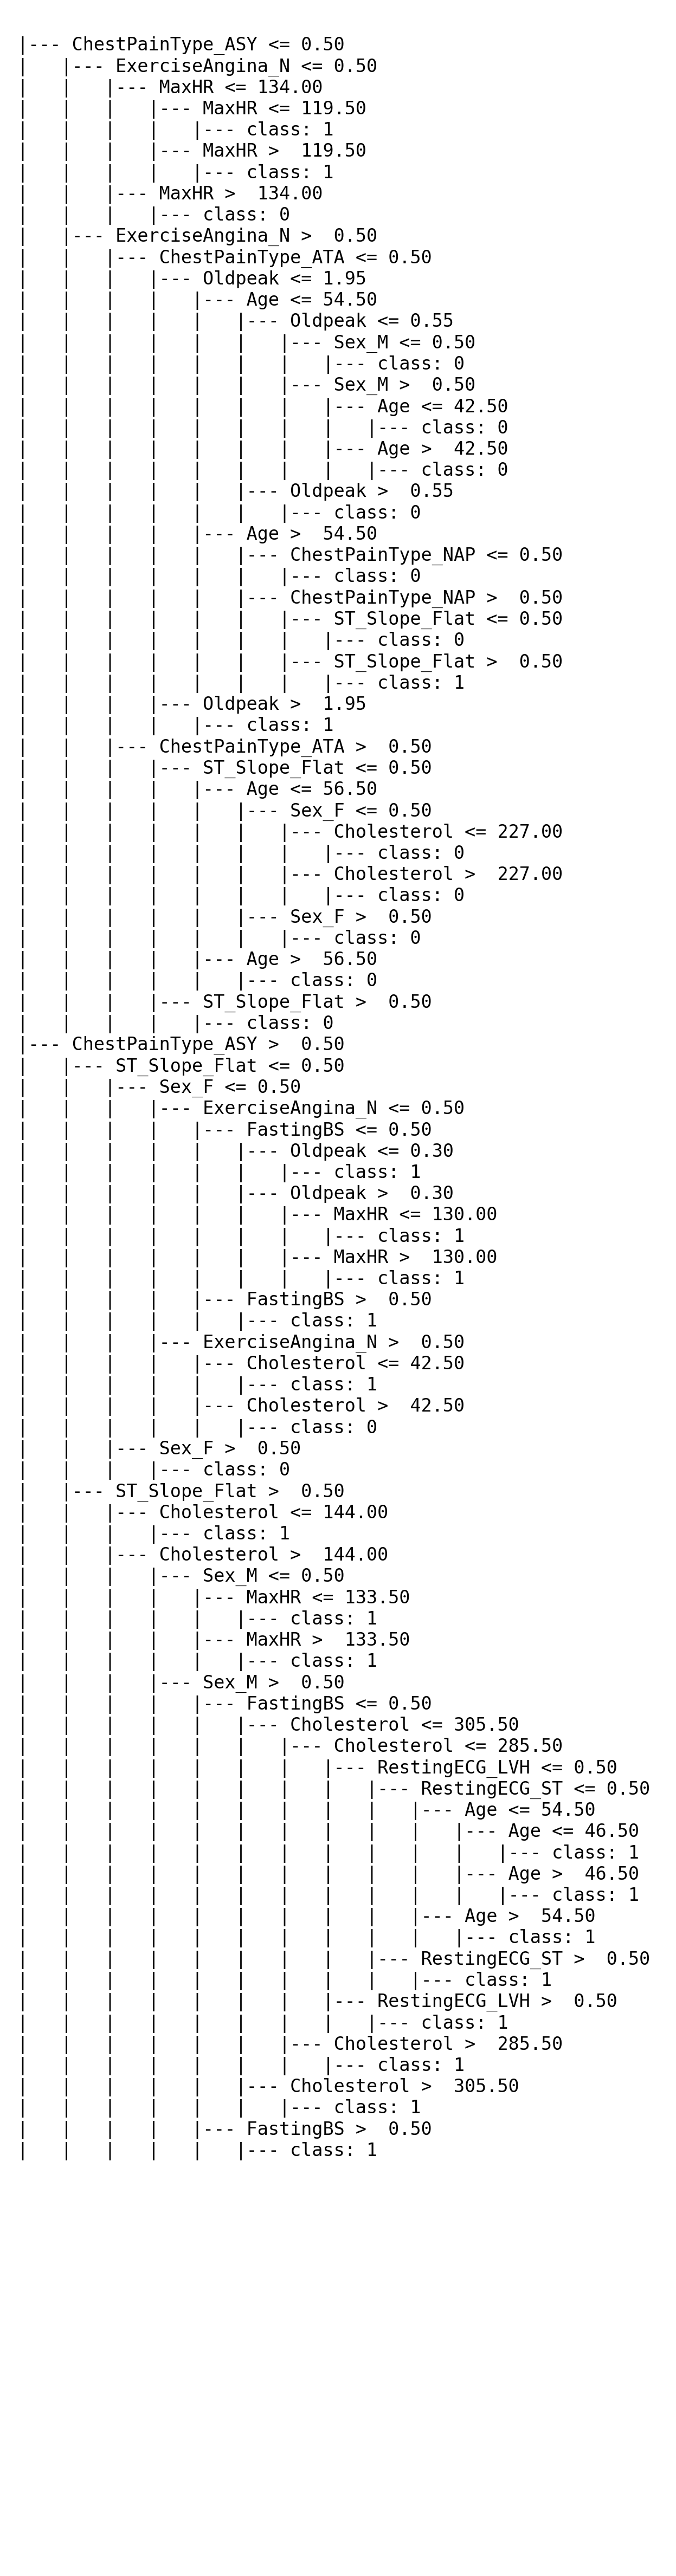 |--- ChestPainType_ASY <= 0.50
|   |--- ExerciseAngina_N <= 0.50
|   |   |--- MaxHR <= 134.00
|   |   |   |--- MaxHR <= 119.50
|   |   |   |   |--- class: 1
|   |   |   |--- MaxHR >  119.50
|   |   |   |   |--- class: 1
|   |   |--- MaxHR >  134.00
|   |   |   |--- class: 0
|   |--- ExerciseAngina_N >  0.50
|   |   |--- ChestPainType_ATA <= 0.50
|   |   |   |--- Oldpeak <= 1.95
|   |   |   |   |--- Age <= 54.50
|   |   |   |   |   |--- Oldpeak <= 0.55
|   |   |   |   |   |   |--- Sex_M <= 0.50
|   |   |   |   |   |   |   |--- class: 0
|   |   |   |   |   |   |--- Sex_M >  0.50
|   |   |   |   |   |   |   |--- Age <= 42.50
|   |   |   |   |   |   |   |   |--- class: 0
|   |   |   |   |   |   |   |--- Age >  42.50
|   |   |   |   |   |   |   |   |--- class: 0
|   |   |   |   |   |--- Oldpeak >  0.55
|   |   |   |   |   |   |--- class: 0
|   |   |   |   |--- Age >  54.50
|   |   |   |   |   |--- ChestPainType_NAP <= 0.50
|   |   |   |   |   |   |--- class: 0
|   |   |   |   |   |--- ChestPainType_NAP >  0.50
|   |   |   |   |   |   |--- ST_Slope_Flat <= 0.50
|   |   |   |   |   |   |   |--- class: 0
|   |   |   |   |   |   |--- ST_Slope_Flat >  0.50
|   |   |   |   |   |   |   |--- class: 1
|   |   |   |--- Oldpeak >  1.95
|   |   |   |   |--- class: 1
|   |   |--- ChestPainType_ATA >  0.50
|   |   |   |--- ST_Slope_Flat <= 0.50
|   |   |   |   |--- Age <= 56.50
|   |   |   |   |   |--- Sex_F <= 0.50
|   |   |   |   |   |   |--- Cholesterol <= 227.00
|   |   |   |   |   |   |   |--- class: 0
|   |   |   |   |   |   |--- Cholesterol >  227.00
|   |   |   |   |   |   |   |--- class: 0
|   |   |   |   |   |--- Sex_F >  0.50
|   |   |   |   |   |   |--- class: 0
|   |   |   |   |--- Age >  56.50
|   |   |   |   |   |--- class: 0
|   |   |   |--- ST_Slope_Flat >  0.50
|   |   |   |   |--- class: 0
|--- ChestPainType_ASY >  0.50
|   |--- ST_Slope_Flat <= 0.50
|   |   |--- Sex_F <= 0.50
|   |   |   |--- ExerciseAngina_N <= 0.50
|   |   |   |   |--- FastingBS <= 0.50
|   |   |   |   |   |--- Oldpeak <= 0.30
|   |   |   |   |   |   |--- class: 1
|   |   |   |   |   |--- Oldpeak >  0.30
|   |   |   |   |   |   |--- MaxHR <= 130.00
|   |   |   |   |   |   |   |--- class: 1
|   |   |   |   |   |   |--- MaxHR >  130.00
|   |   |   |   |   |   |   |--- class: 1
|   |   |   |   |--- FastingBS >  0.50
|   |   |   |   |   |--- class: 1
|   |   |   |--- ExerciseAngina_N >  0.50
|   |   |   |   |--- Cholesterol <= 42.50
|   |   |   |   |   |--- class: 1
|   |   |   |   |--- Cholesterol >  42.50
|   |   |   |   |   |--- class: 0
|   |   |--- Sex_F >  0.50
|   |   |   |--- class: 0
|   |--- ST_Slope_Flat >  0.50
|   |   |--- Cholesterol <= 144.00
|   |   |   |--- class: 1
|   |   |--- Cholesterol >  144.00
|   |   |   |--- Sex_M <= 0.50
|   |   |   |   |--- MaxHR <= 133.50
|   |   |   |   |   |--- class: 1
|   |   |   |   |--- MaxHR >  133.50
|   |   |   |   |   |--- class: 1
|   |   |   |--- Sex_M >  0.50
|   |   |   |   |--- FastingBS <= 0.50
|   |   |   |   |   |--- Cholesterol <= 305.50
|   |   |   |   |   |   |--- Cholesterol <= 285.50
|   |   |   |   |   |   |   |--- RestingECG_LVH <= 0.50
|   |   |   |   |   |   |   |   |--- RestingECG_ST <= 0.50
|   |   |   |   |   |   |   |   |   |--- Age <= 54.50
|   |   |   |   |   |   |   |   |   |   |--- Age <= 46.50
|   |   |   |   |   |   |   |   |   |   |   |--- class: 1
|   |   |   |   |   |   |   |   |   |   |--- Age >  46.50
|   |   |   |   |   |   |   |   |   |   |   |--- class: 1
|   |   |   |   |   |   |   |   |   |--- Age >  54.50
|   |   |   |   |   |   |   |   |   |   |--- class: 1
|   |   |   |   |   |   |   |   |--- RestingECG_ST >  0.50
|   |   |   |   |   |   |   |   |   |--- class: 1
|   |   |   |   |   |   |   |--- RestingECG_LVH >  0.50
|   |   |   |   |   |   |   |   |--- class: 1
|   |   |   |   |   |   |--- Cholesterol >  285.50
|   |   |   |   |   |   |   |--- class: 1
|   |   |   |   |   |--- Cholesterol >  305.50
|   |   |   |   |   |   |--- class: 1
|   |   |   |   |--- FastingBS >  0.50
|   |   |   |   |   |--- class: 1